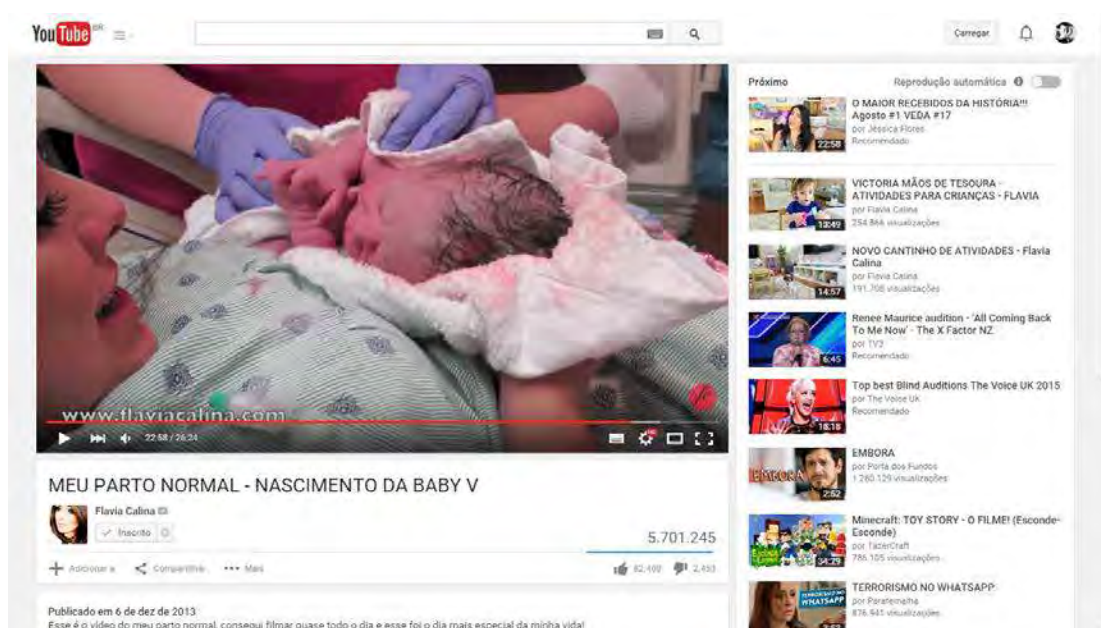 YouTube BR
Carregar
www.flaviacalina.com
22:58 / 26:24
MEU PARTO NORMAL - NASCIMENTO DA BABY V
Flavia Calina
Inscrito
5.701.245
Adicionar a Compartilhar Mais
2.453
Publicado em 6 de dez de 2013
Esse é o video do meu parto normal, consegui filmar quase todo o dia e esse foi o dia mais especial da minha vida!
Próximo
Reprodução automática
O MAIOR RECEBIDOS DA HISTÓRIA!!!
Agosto #1 VEDA #17
por Jéssica Flores
Recomendado
22:58
VICTORIA MÃOS DE TESOURA -
ATIVIDADES PARA CRIANÇAS - FLAVIA
por Flavia Calina
254.866 visualizações
13:49
NOVO CANTINHO DE ATIVIDADES - Flavia
Calina
por Flavia Calina
191.708 visualizações
14:57
Renee Maurice audition - 'All Coming Back
To Me Now' - The X Factor NZ
por TV3
Recomendado
6:45
Top best Blind Auditions The Voice UK 2015
por The Voice UK
Recomendado
18:18
EMBORA
EMBORA
por Porta dos Fundos
1.260.129 visualizações
2:52
Minecraft: TOY STORY - O FILME! (Esconde-
Esconde)
por TazerCraft
786.105 visualizações
34:29
TERRORISMO NO WHATSAPP
por Parafernalha
876.941 visualizações